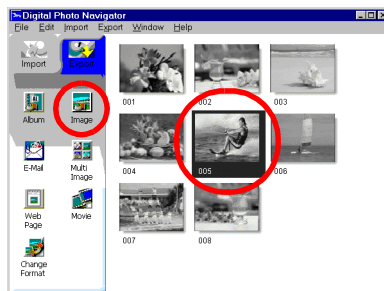 Digital Photo Navigator
File Edit Import Export Window Help
Import Export
001 002 003
Album Image
004 005 006
E-Mail Multi Image
Web Page Movie
007 008
Change Format